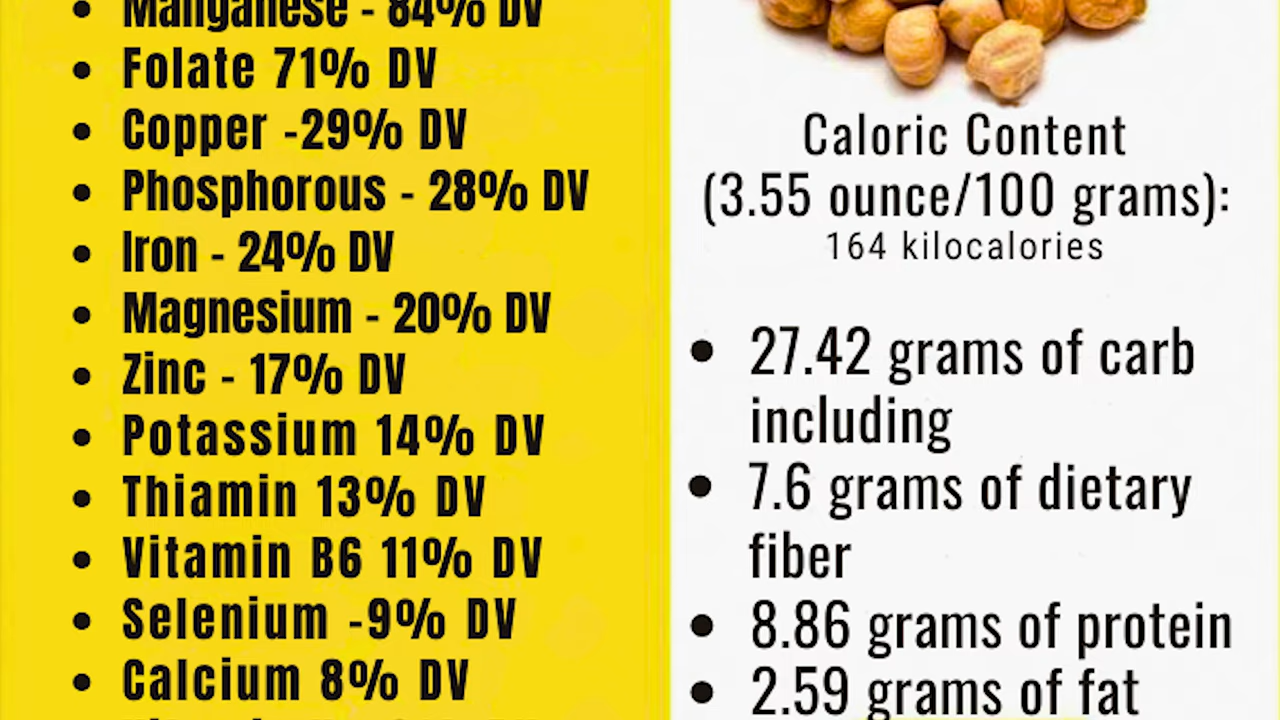 Manganese - 84% DV
Folate 71% DV
Copper -29% DV
Phosphorous - 28% DV
Iron - 24% DV
Magnesium - 20% DV
Zinc - 17% DV
Potassium 14% DV
Thiamin 13% DV
Vitamin B6 11% DV
Selenium -9% DV
Calcium 8% DV
Caloric Content
(3.55 ounce/100 grams):
164 kilocalories
27.42 grams of carb
including
7.6 grams of dietary
fiber
8.86 grams of protein
2.59 grams of fat